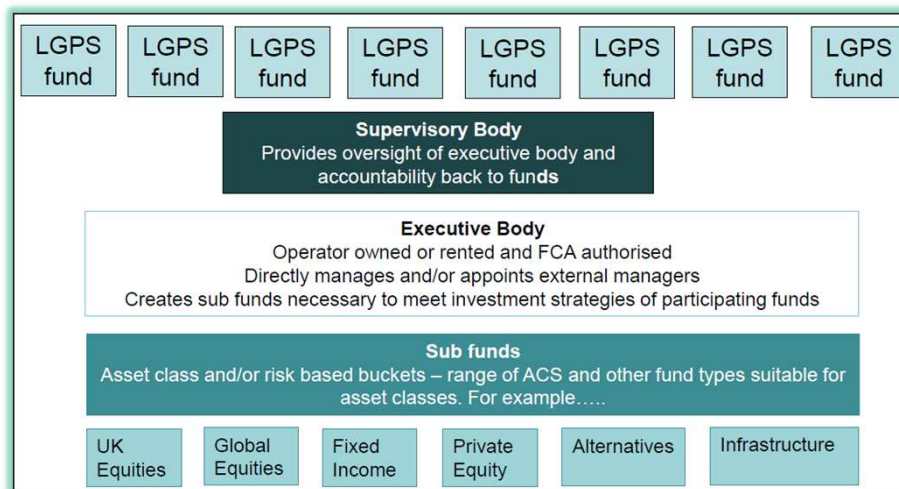 LGPS LGPS LGPS LGPS LGPS LGPS LGPS LGPS
fund fund fund fund fund fund fund fund
Supervisory Body
Provides oversight of executive body and
accountability back to funds
Executive Body
Operator owned or rented and FCA authorised
Directly manages and/or appoints external managers
Creates sub funds necessary to meet investment strategies of participating funds
Sub funds
Asset class and/or risk based buckets – range of ACS and other fund types suitable for
asset classes. For example…..
UK
Equities
Global
Equities
Fixed
Income
Private
Equity
Alternatives
Infrastructure